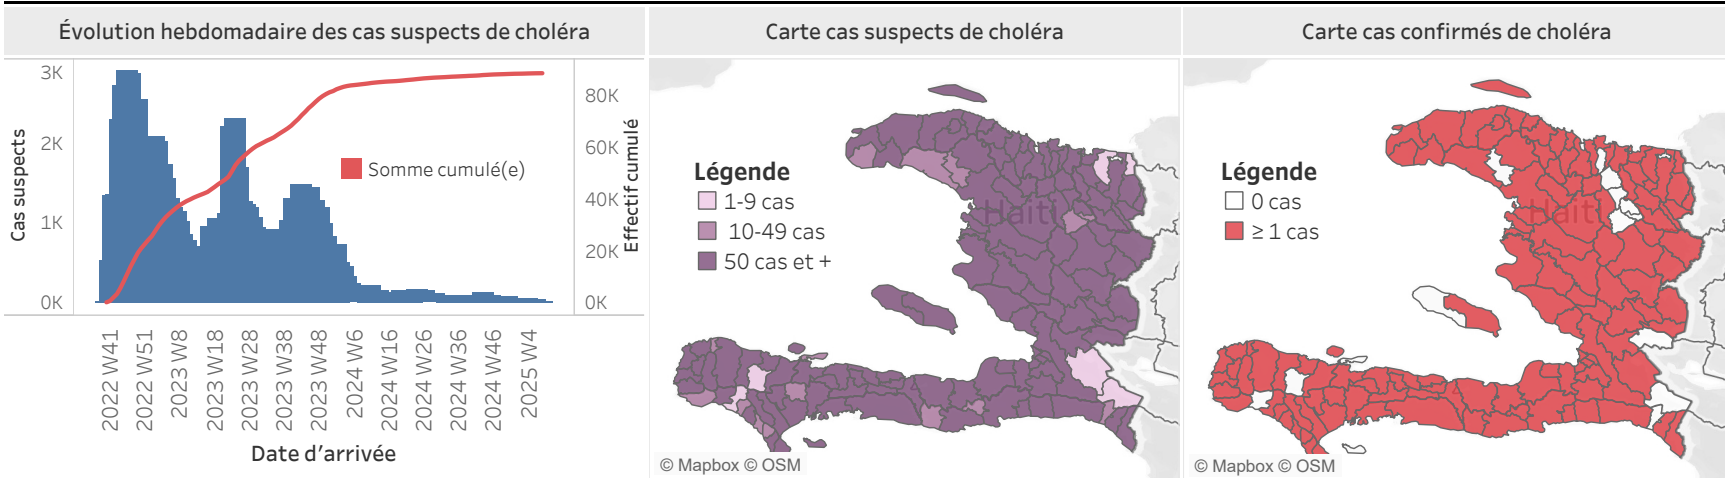 Évolution hebdomadaire des cas suspects de choléra
3K
2K
1K
0K
Cas suspects
80K
60K
40K
20K
0K
Effectif cumulé
Somme cumulé(e)
2022 W41
2022 W51
2023 W8
2023 W18
2023 W28
2023 W38
2023 W48
2024 W6
2024 W16
2024 W26
2024 W36
2024 W46
2025 W4
Date d'arrivée
Carte cas suspects de choléra
Légende
1-9 cas
10-49 cas
50 cas et +
Haiti
© Mapbox © OSM
Carte cas confirmés de choléra
Légende
0 cas
≥ 1 cas
Haiti
© Mapbox © OSM